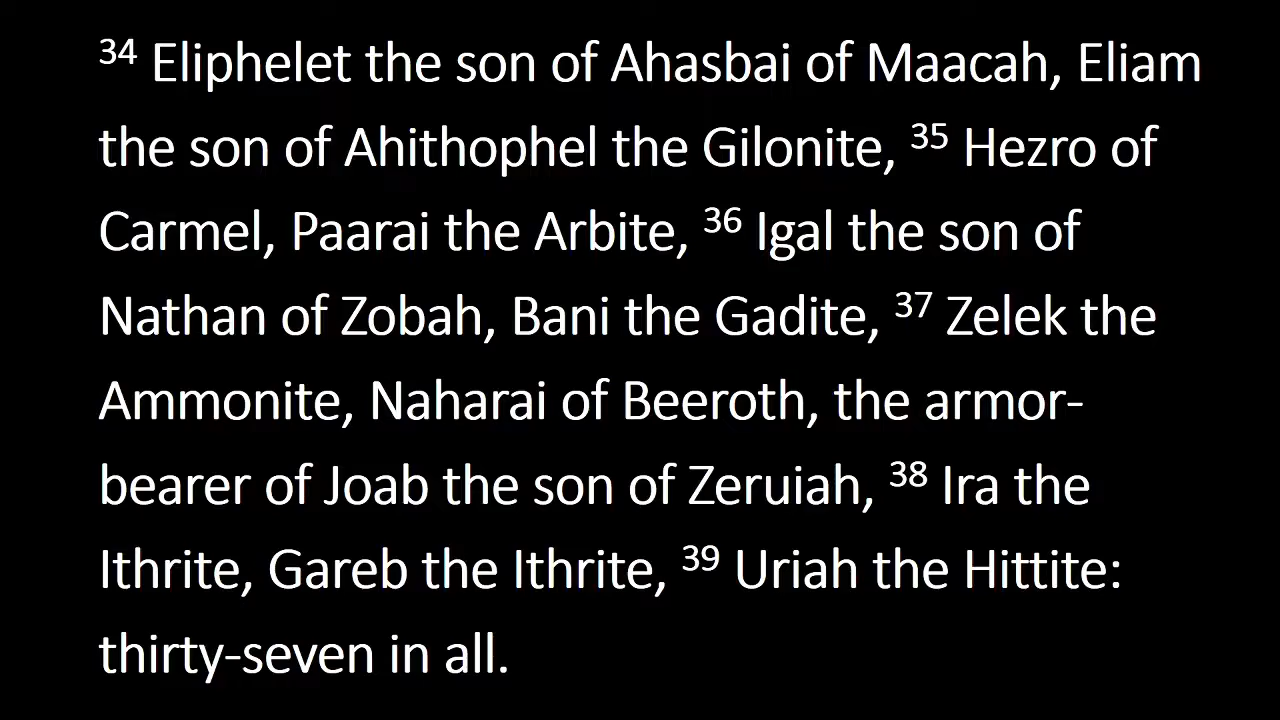 34 Eliphelet the son of Ahasbai of Maacah, Eliam
the son of Ahithophel the Gilonite, 35 Hezro of
Carmel, Paarai the Arbite, 36 Igal the son of
Nathan of Zobah, Bani the Gadite, 37 Zelek the
Ammonite, Naharai of Beeroth, the armor-
bearer of Joab the son of Zeruiah, 38 Ira the
Ithrite, Gareb the Ithrite, 39 Uriah the Hittite:
thirty-seven in all.